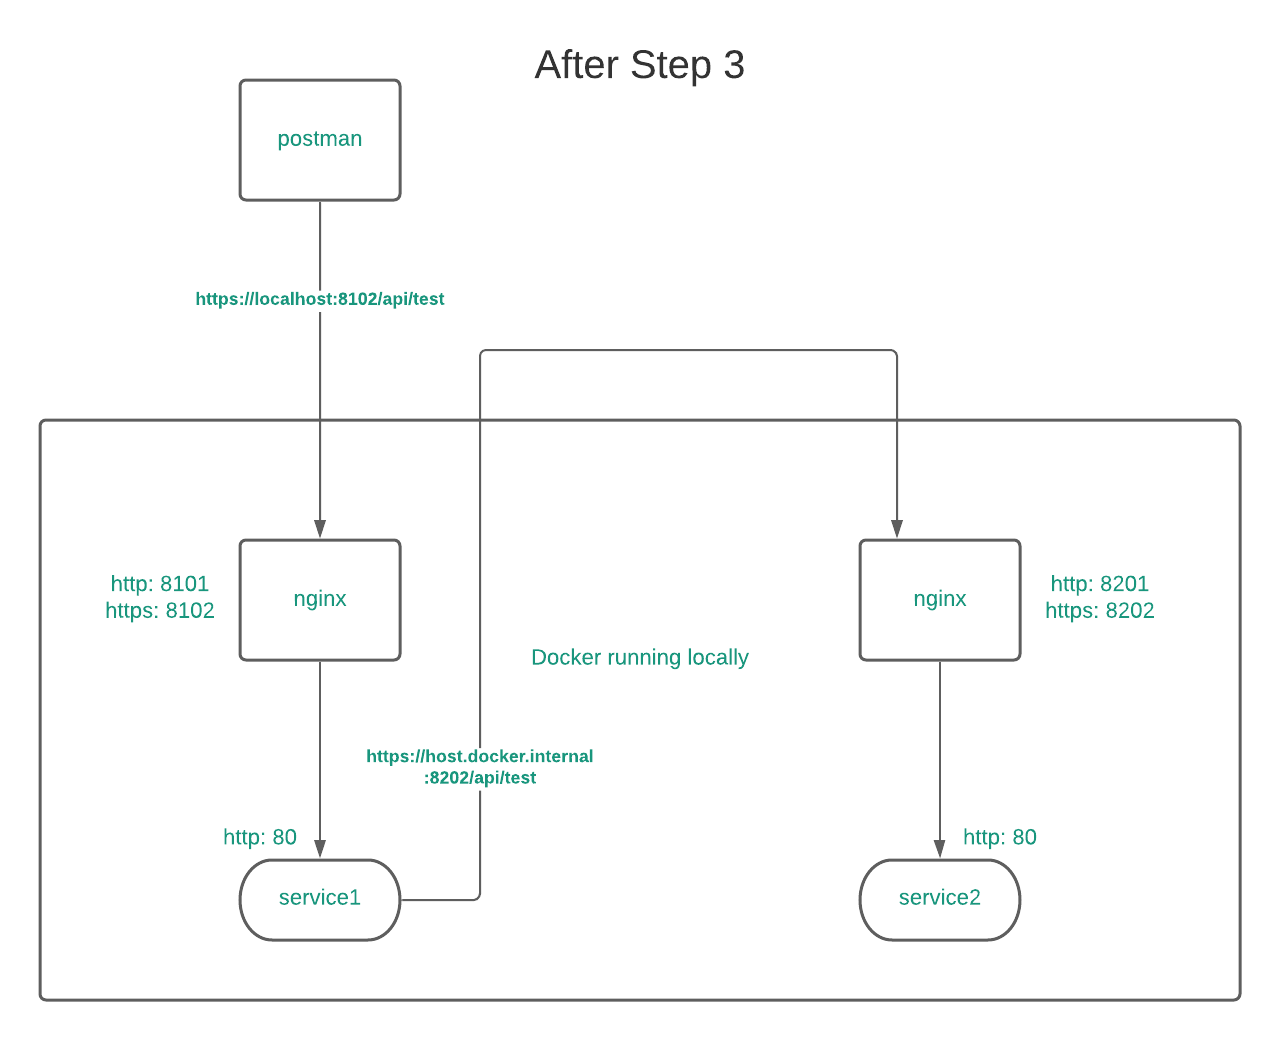 After Step 3
postman
https://localhost:8102/api/test
http: 8101
https: 8102
nginx
nginx
http: 8201
https: 8202
Docker running locally
https://host.docker.internal
:8202/api/test
http: 80
http: 80
service1
service2